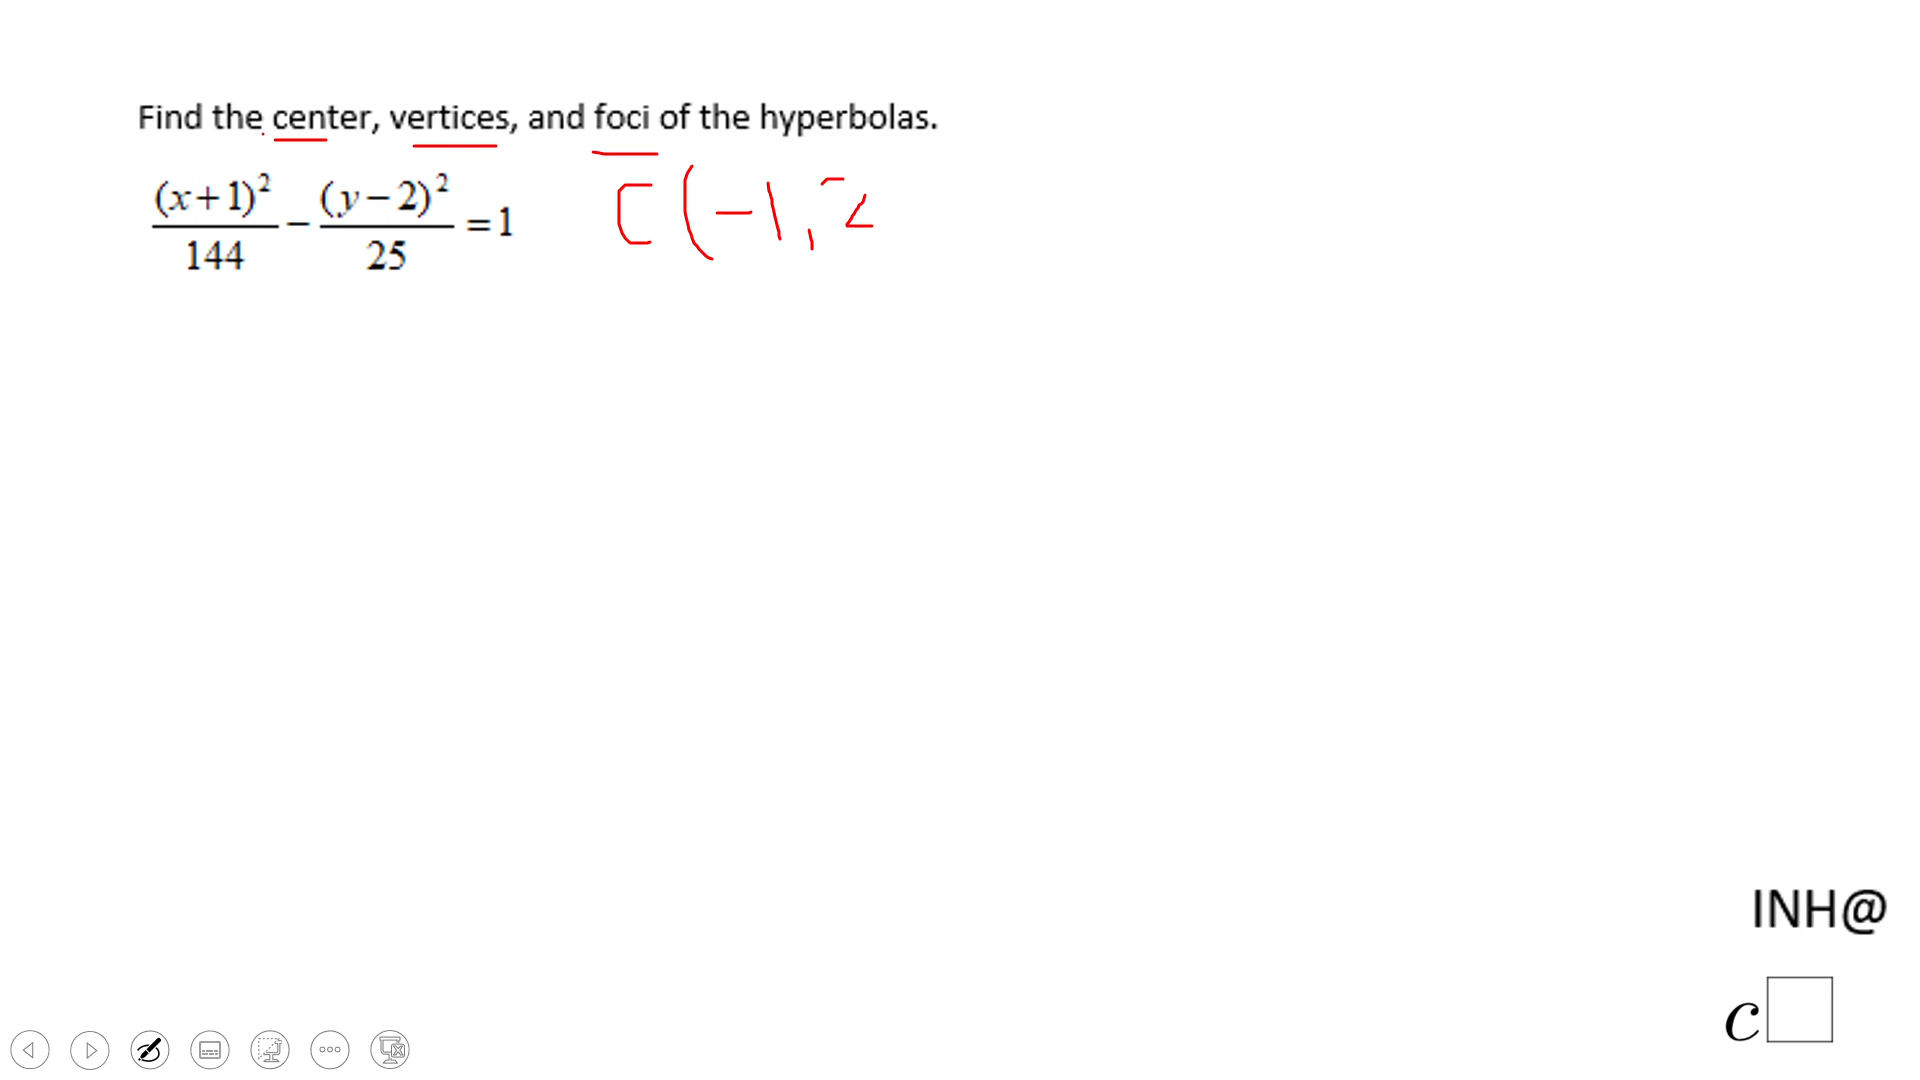 Find the center, vertices, and foci of the hyperbolas.
(x+1)²/144 − (y−2)²/25 = 1
C (-1, 2
INH@
c□